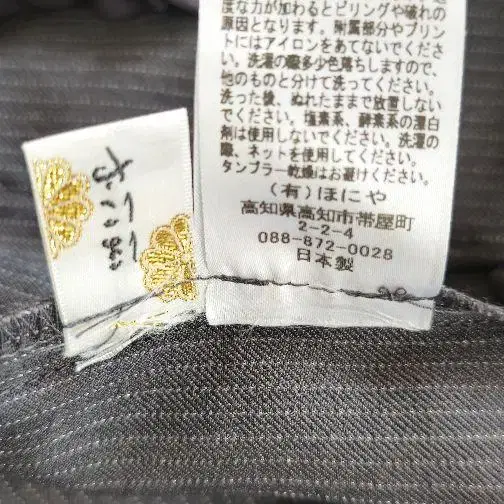 度な力が加わるとピリングや破れの
原因となります。附属部分やプリン
トにはアイロンをあてないでくださ
い。洗濯の際多少色落ちしますので、
他のものと分けて洗ってください。
洗った後、ぬれたままで放置しない
でください。塩素系、酵素系の漂白
剤は使用しないでください。洗濯の
際、ネットを使用してください。
タンブラー乾燥はお避けください。
(有)ほにや
高知県高知市帯屋町
2-2-4
088-872-0028
日本製